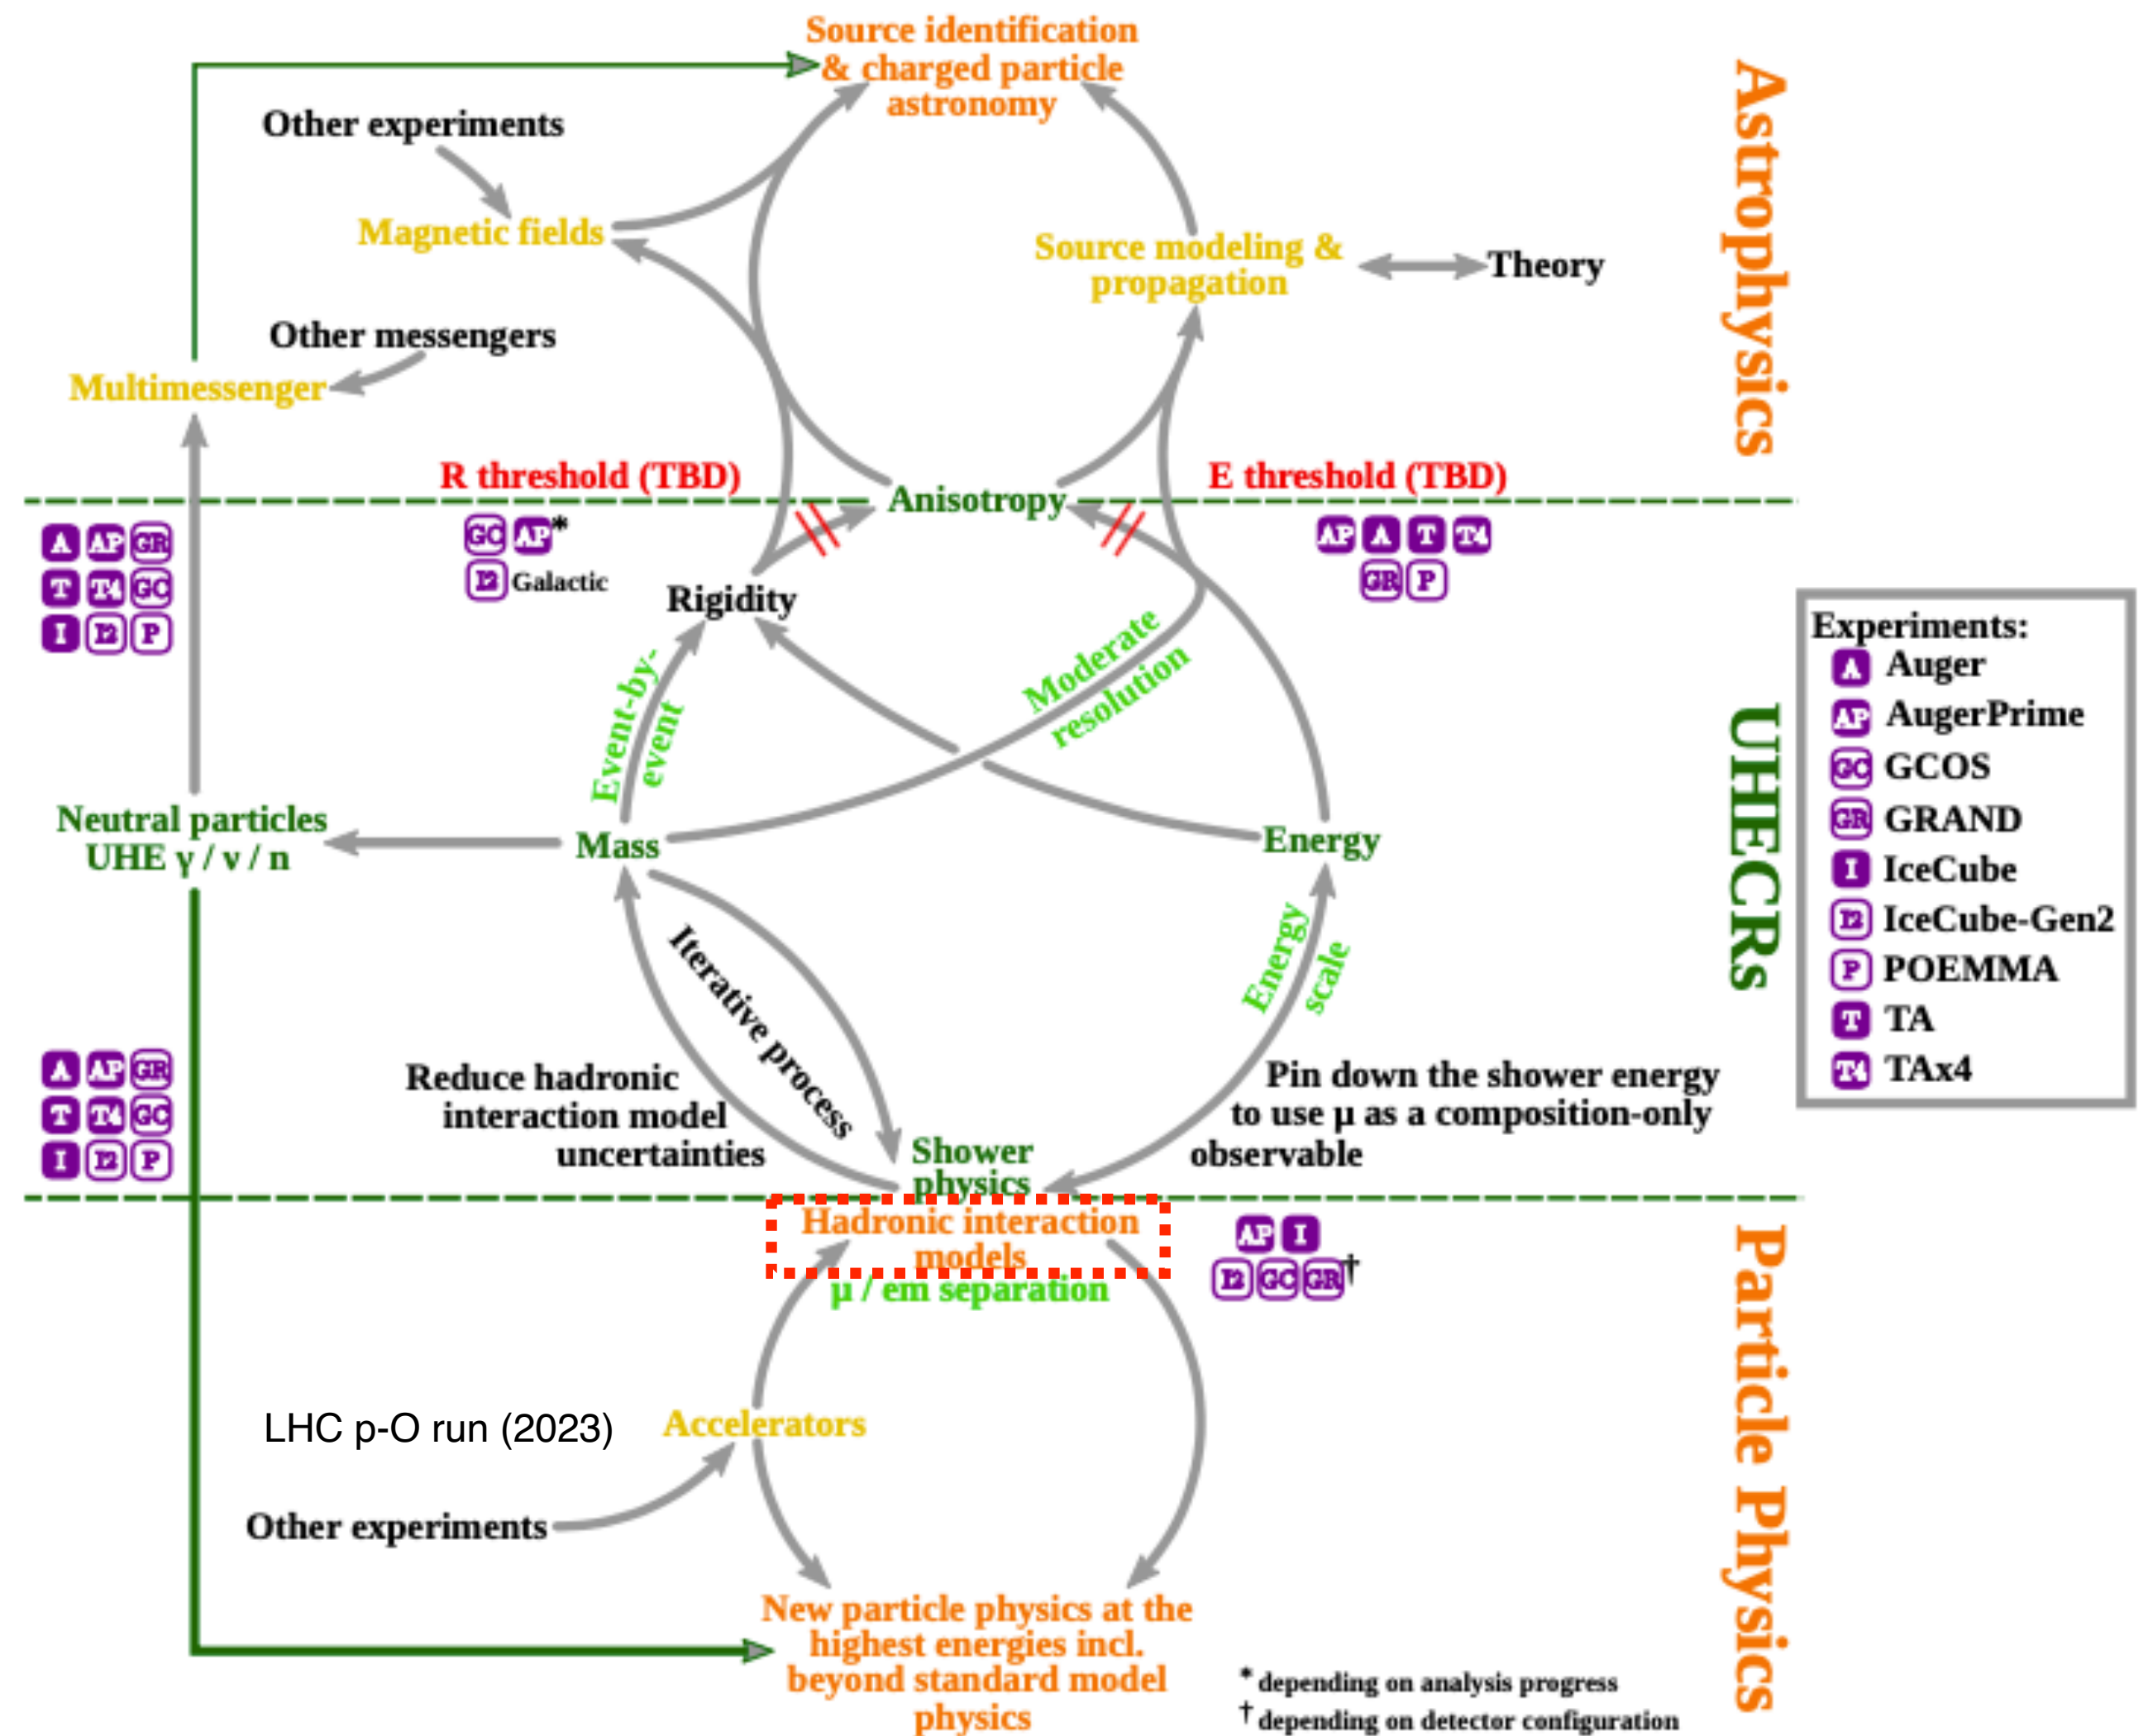 Source identification
& charged particle
astronomy
Other experiments
Magnetic fields
Source modeling &
propagation
Theory
Other messengers
Multimessenger
Astrophysics
R threshold (TBD)
Anisotropy
E threshold (TBD)
A AP GR
T T4 GC
I I2 P
GC AP*
I2 Galactic
AP A T T4
GR P
Rigidity
Event-by-
event
Moderate
resolution
Neutral particles
UHE γ / ν / n
Mass
Energy
UHECRs
Experiments:
A Auger
AP AugerPrime
GC GCOS
GR GRAND
I IceCube
I2 IceCube-Gen2
P POEMMA
T TA
T4 TAx4
Iterative process
Energy
scale
Reduce hadronic
interaction model
uncertainties
Pin down the shower energy
to use μ as a composition-only
observable
A AP GR
T T4 GC
I I2 P
Shower
physics
Hadronic interaction
models
μ / em separation
AP I
I2 GC GR†
Particle Physics
LHC p-O run (2023)
Accelerators
Other experiments
New particle physics at the
highest energies incl.
beyond standard model
physics
* depending on analysis progress
† depending on detector configuration